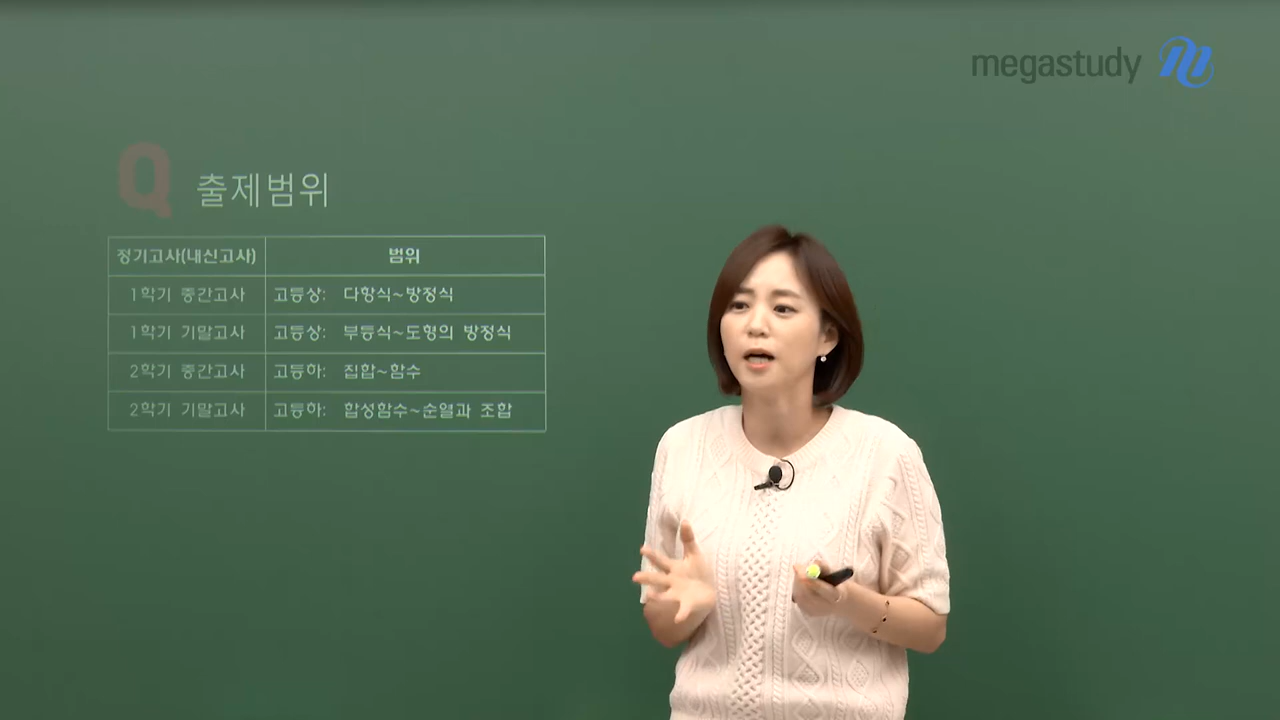 megastudy
Q 출제범위
정기고사(내신고사) 범위
1학기 중간고사 고등상: 다항식~방정식
1학기 기말고사 고등상: 부등식~도형의 방정식
2학기 중간고사 고등하: 집합~함수
2학기 기말고사 고등하: 합성함수~순열과 조합